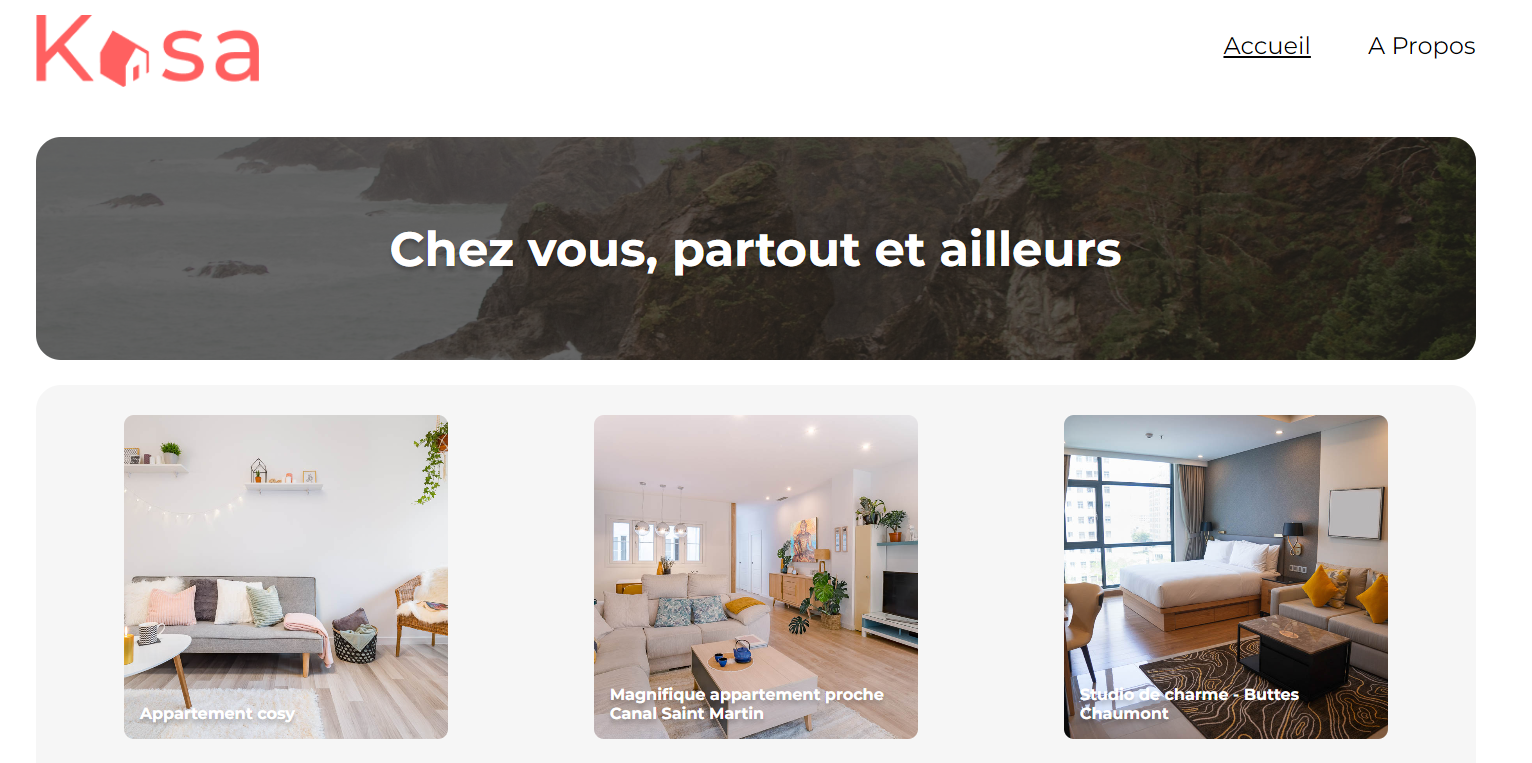 Kasa
Accueil
A Propos
Chez vous, partout et ailleurs
Appartement cosy
Magnifique appartement proche
Canal Saint Martin
Studio de charme - Buttes
Chaumont